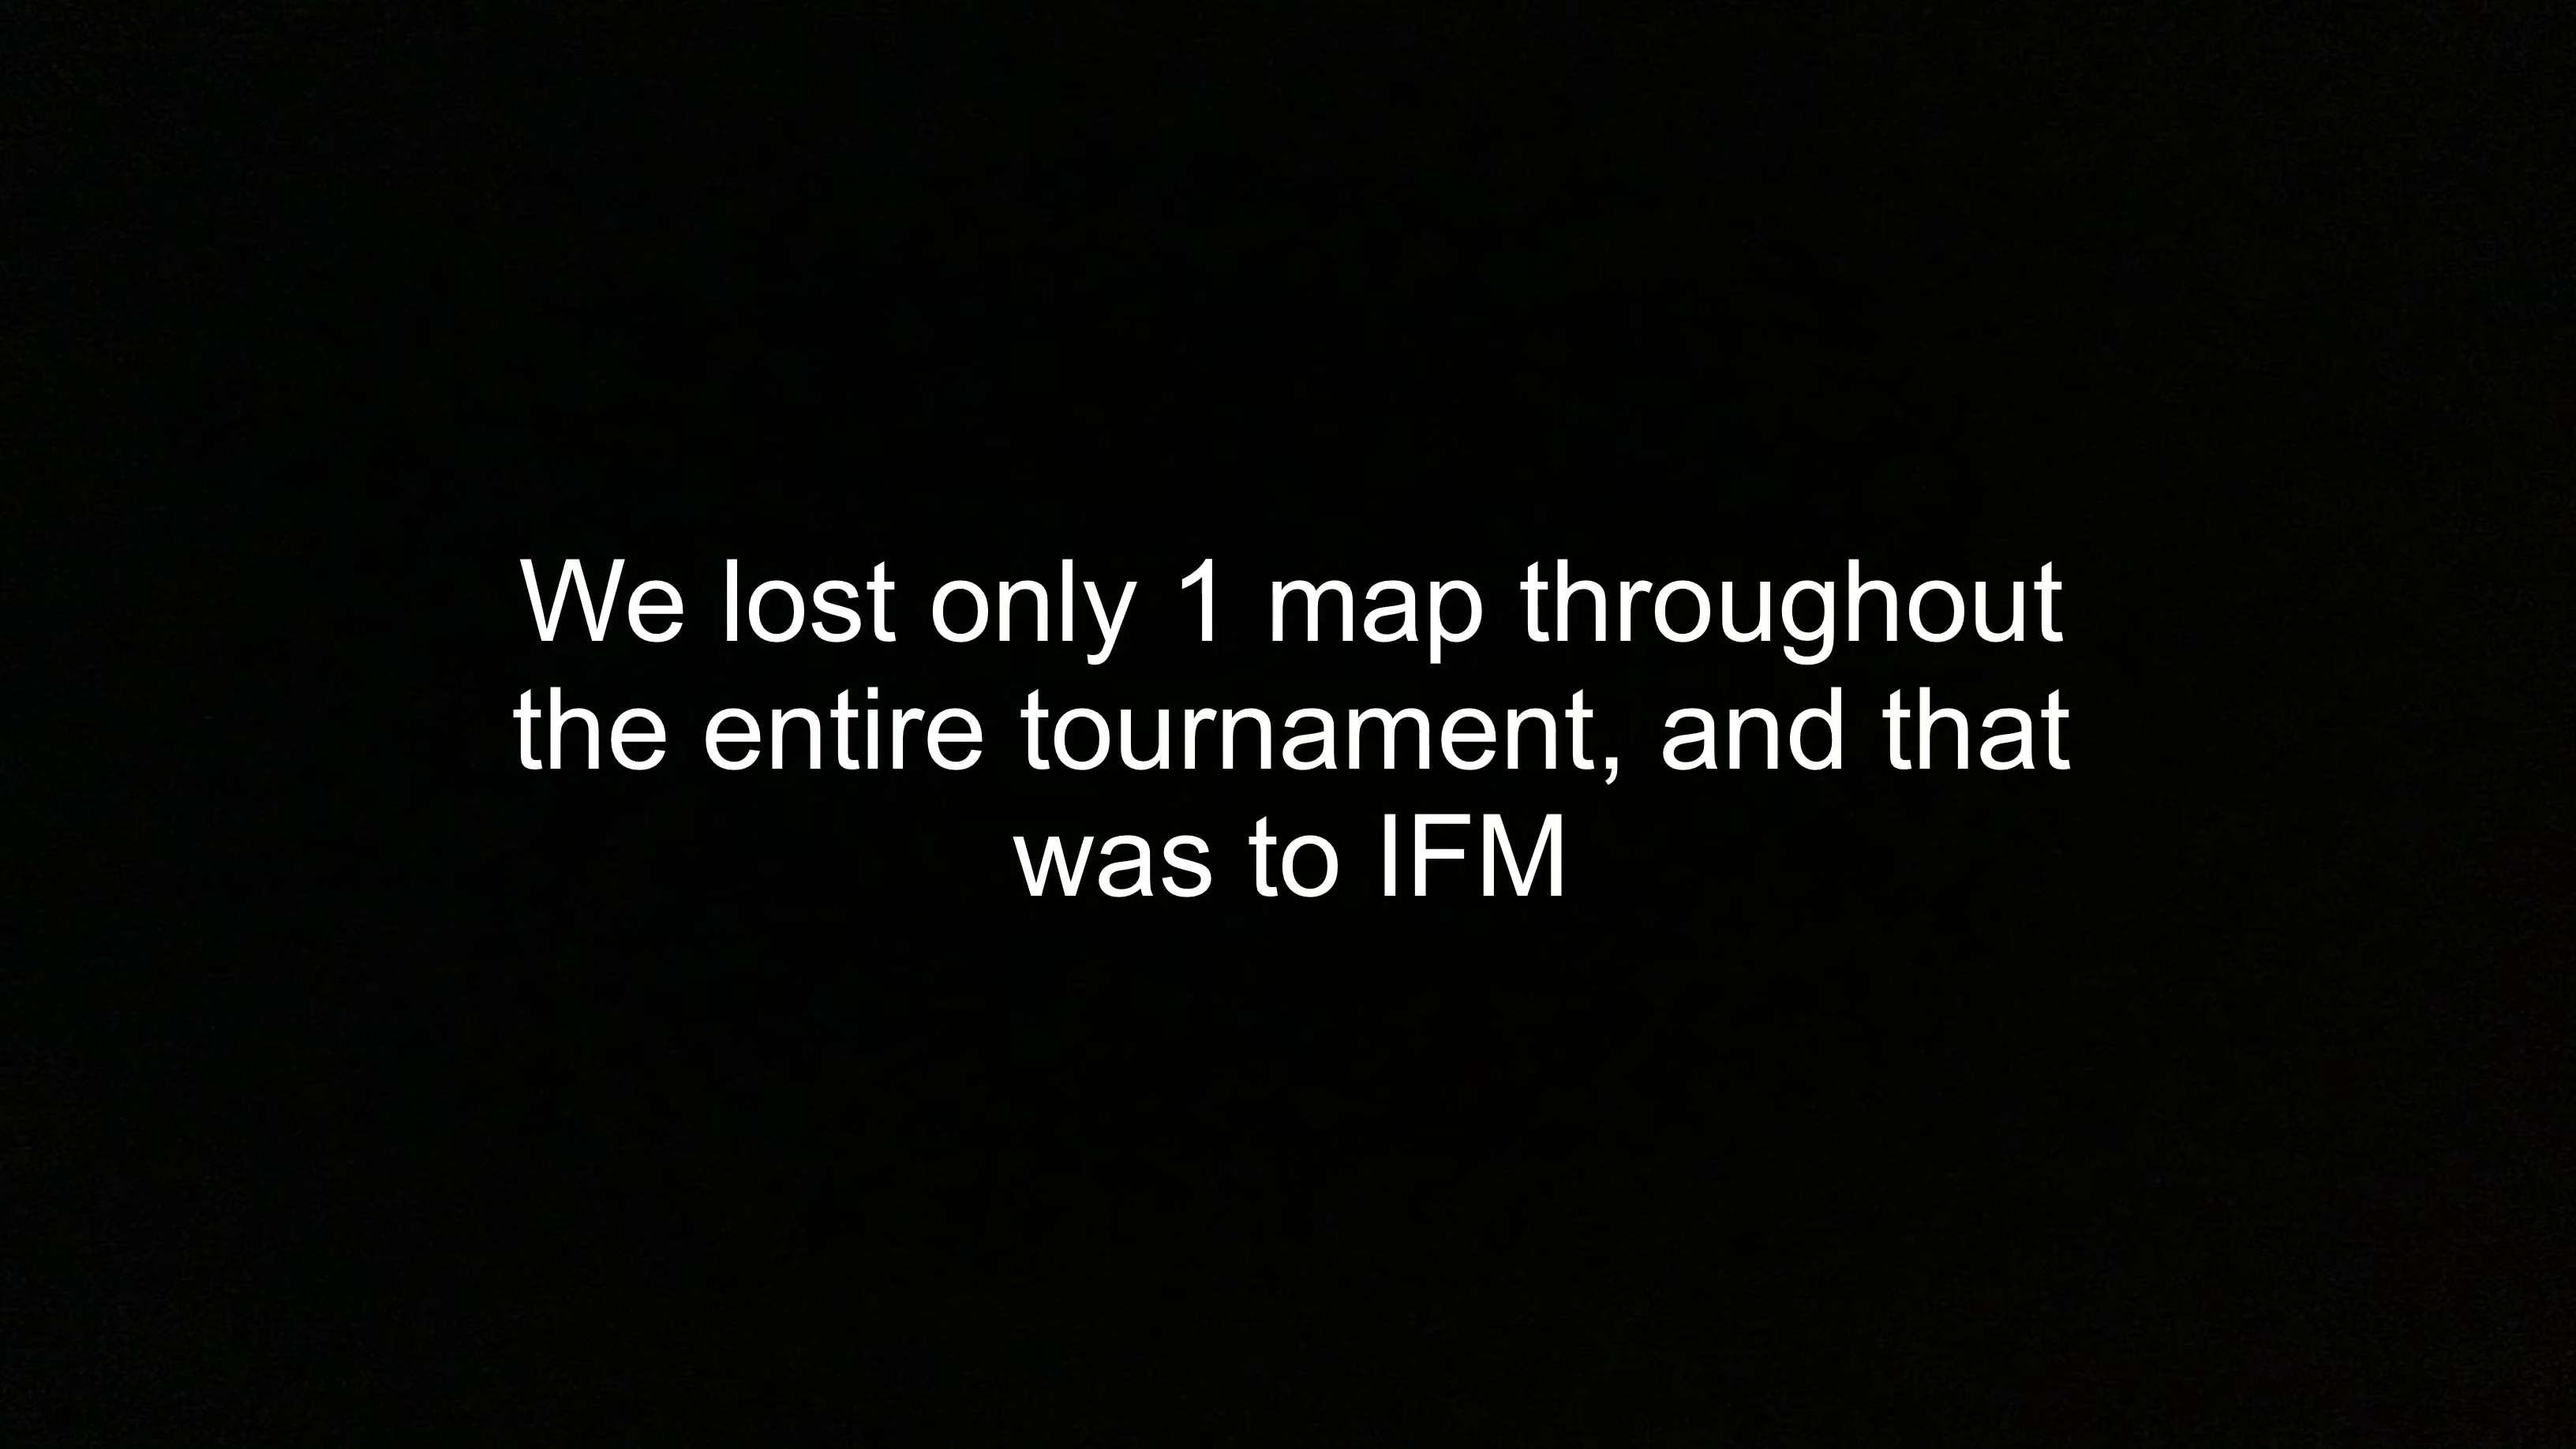 We lost only 1 map throughout
the entire tournament, and that
was to IFM